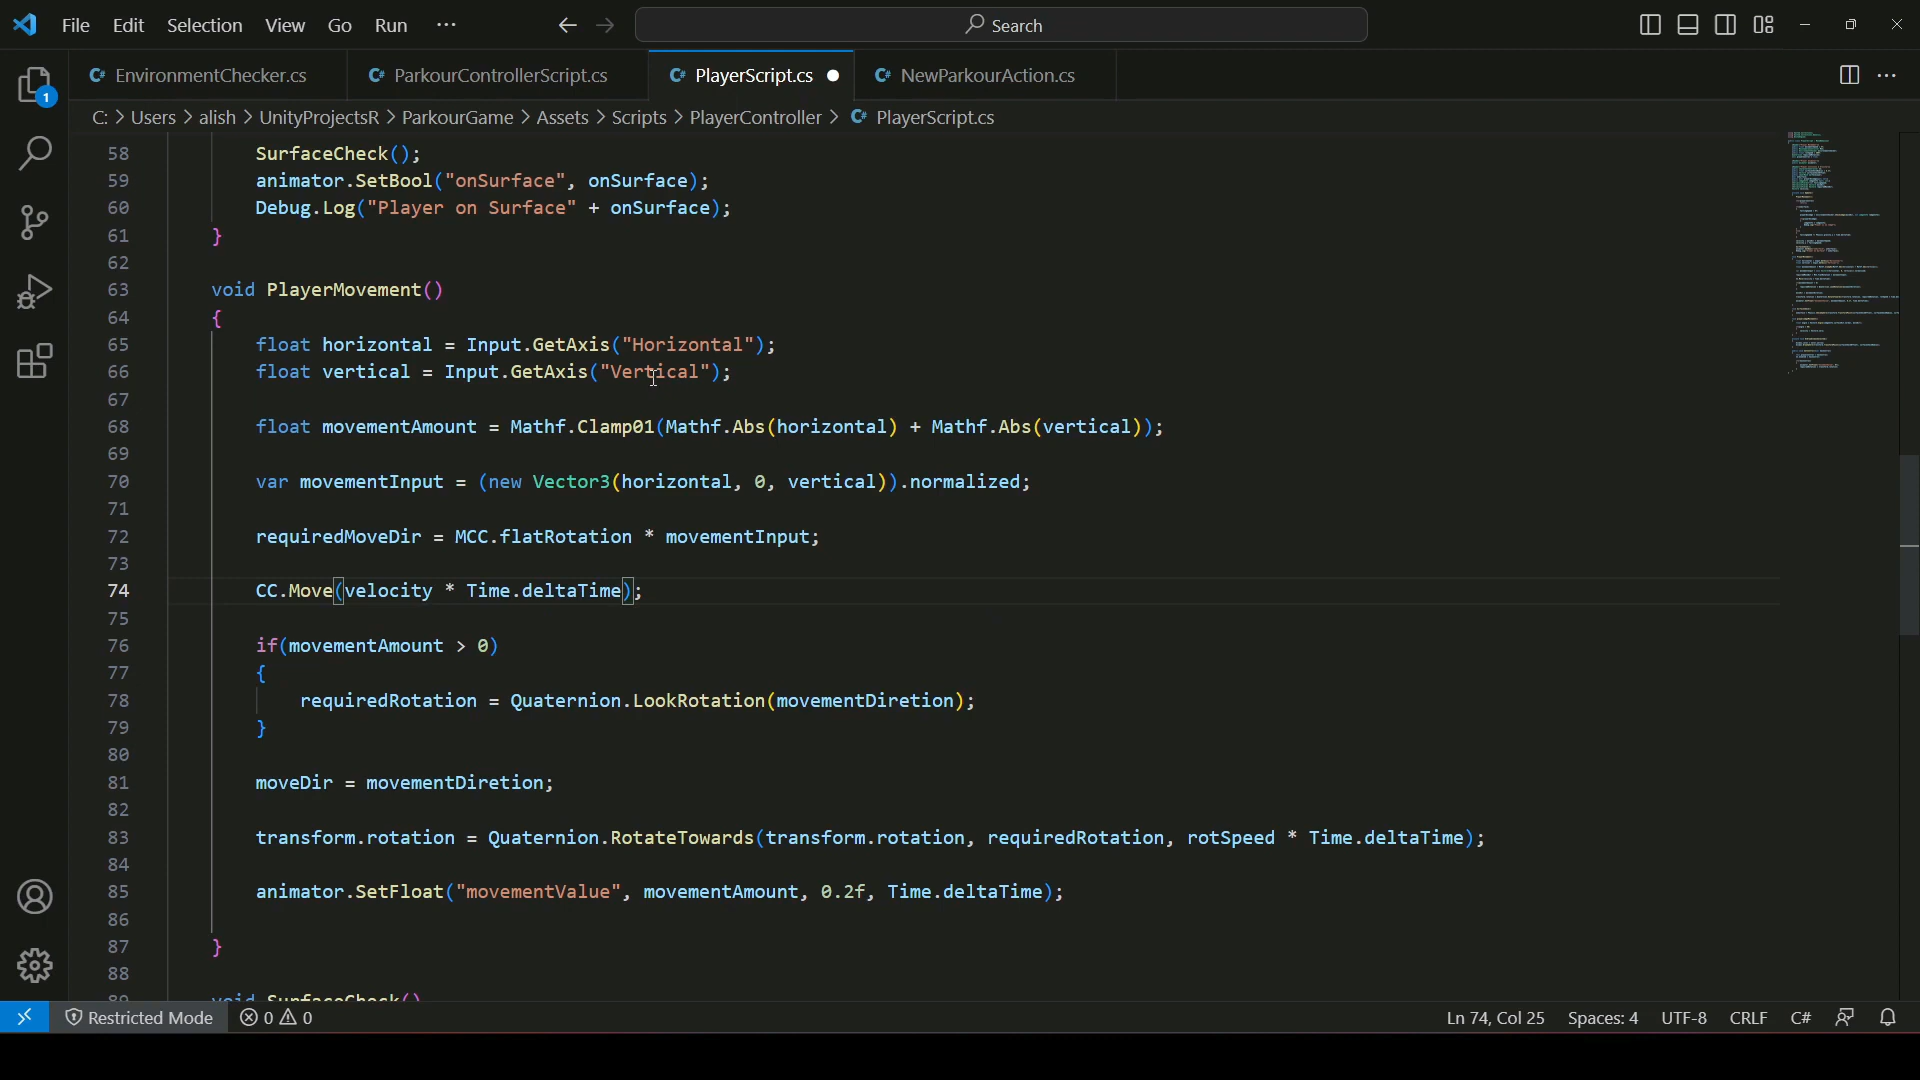 File Edit Selection View Go Run ··· Search
EnvironmentChecker.cs ParkourControllerScript.cs PlayerScript.cs NewParkourAction.cs
C: > Users > alish > UnityProjectsR > ParkourGame > Assets > Scripts > PlayerController > PlayerScript.cs
1
58 SurfaceCheck();
59 animator.SetBool("onSurface", onSurface);
60 Debug.Log("Player on Surface" + onSurface);
61 }
62
63 void PlayerMovement()
64 {
65 float horizontal = Input.GetAxis("Horizontal");
66 float vertical = Input.GetAxis("Vertical");
67
68 float movementAmount = Mathf.Clamp01(Mathf.Abs(horizontal) + Mathf.Abs(vertical));
69
70 var movementInput = (new Vector3(horizontal, 0, vertical)).normalized;
71
72 requiredMoveDir = MCC.flatRotation * movementInput;
73
74 CC.Move(velocity * Time.deltaTime);
75
76 if(movementAmount > 0)
77 {
78 requiredRotation = Quaternion.LookRotation(movementDiretion);
79 }
80
81 moveDir = movementDiretion;
82
83 transform.rotation = Quaternion.RotateTowards(transform.rotation, requiredRotation, rotSpeed * Time.deltaTime);
84
85 animator.SetFloat("movementValue", movementAmount, 0.2f, Time.deltaTime);
86
87 }
88
89 void SurfaceCheck()
Restricted Mode 0 0 Ln 74, Col 25 Spaces: 4 UTF-8 CRLF C#